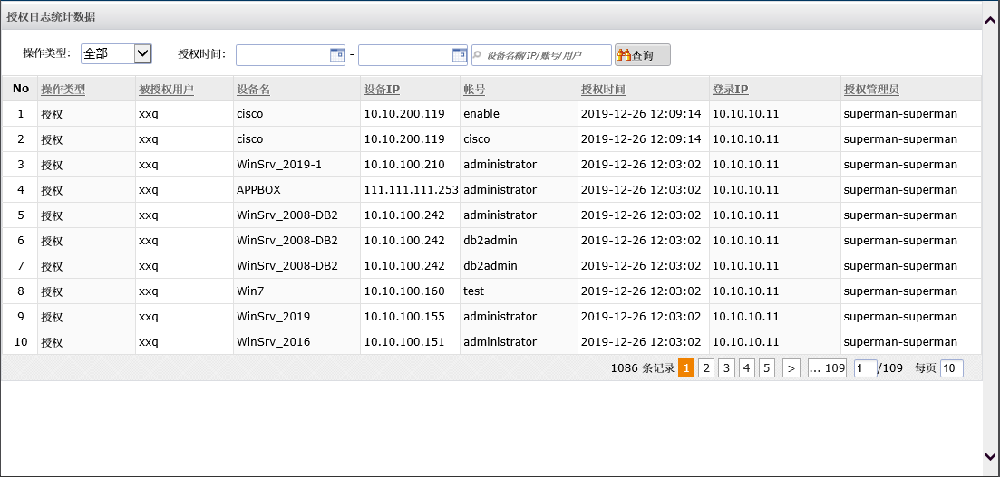 授权日志统计数据
操作类型: 全部 授权时间: - 设备名称/IP/账号/用户 查询
No 操作类型 被授权用户 设备名 设备IP 帐号 授权时间 登录IP 授权管理员
1 授权 xxq cisco 10.10.200.119 enable 2019-12-26 12:09:14 10.10.10.11 superman-superman
2 授权 xxq cisco 10.10.200.119 cisco 2019-12-26 12:09:14 10.10.10.11 superman-superman
3 授权 xxq WinSrv_2019-1 10.10.100.210 administrator 2019-12-26 12:03:02 10.10.10.11 superman-superman
4 授权 xxq APPBOX 111.111.111.253 administrator 2019-12-26 12:03:02 10.10.10.11 superman-superman
5 授权 xxq WinSrv_2008-DB2 10.10.100.242 administrator 2019-12-26 12:03:02 10.10.10.11 superman-superman
6 授权 xxq WinSrv_2008-DB2 10.10.100.242 db2admin 2019-12-26 12:03:02 10.10.10.11 superman-superman
7 授权 xxq WinSrv_2008-DB2 10.10.100.242 db2admin 2019-12-26 12:03:02 10.10.10.11 superman-superman
8 授权 xxq Win7 10.10.100.160 test 2019-12-26 12:03:02 10.10.10.11 superman-superman
9 授权 xxq WinSrv_2019 10.10.100.155 administrator 2019-12-26 12:03:02 10.10.10.11 superman-superman
10 授权 xxq WinSrv_2016 10.10.100.151 administrator 2019-12-26 12:03:02 10.10.10.11 superman-superman
1086 条记录 1 2 3 4 5 > ... 109 1 /109 每页 10